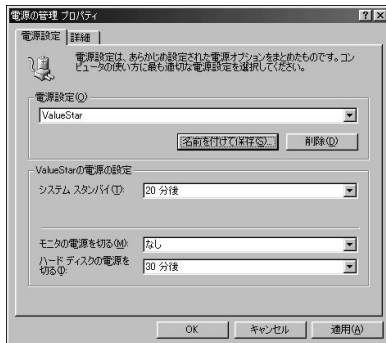 電源の管理 プロパティ
電源設定 詳細
電源設定は、あらかじめ設定された電源オプションをまとめたものです。コン
ピュータの使い方に最も適切な電源設定を選択してください。
電源設定(O)
ValueStar
名前を付けて保存(S)... 削除(D)
ValueStarの電源の設定
システム スタンバイ(T): 20 分後
モニタの電源を切る(M): なし
ハード ディスクの電源を
切る(I): 30 分後
OK キャンセル 適用(A)